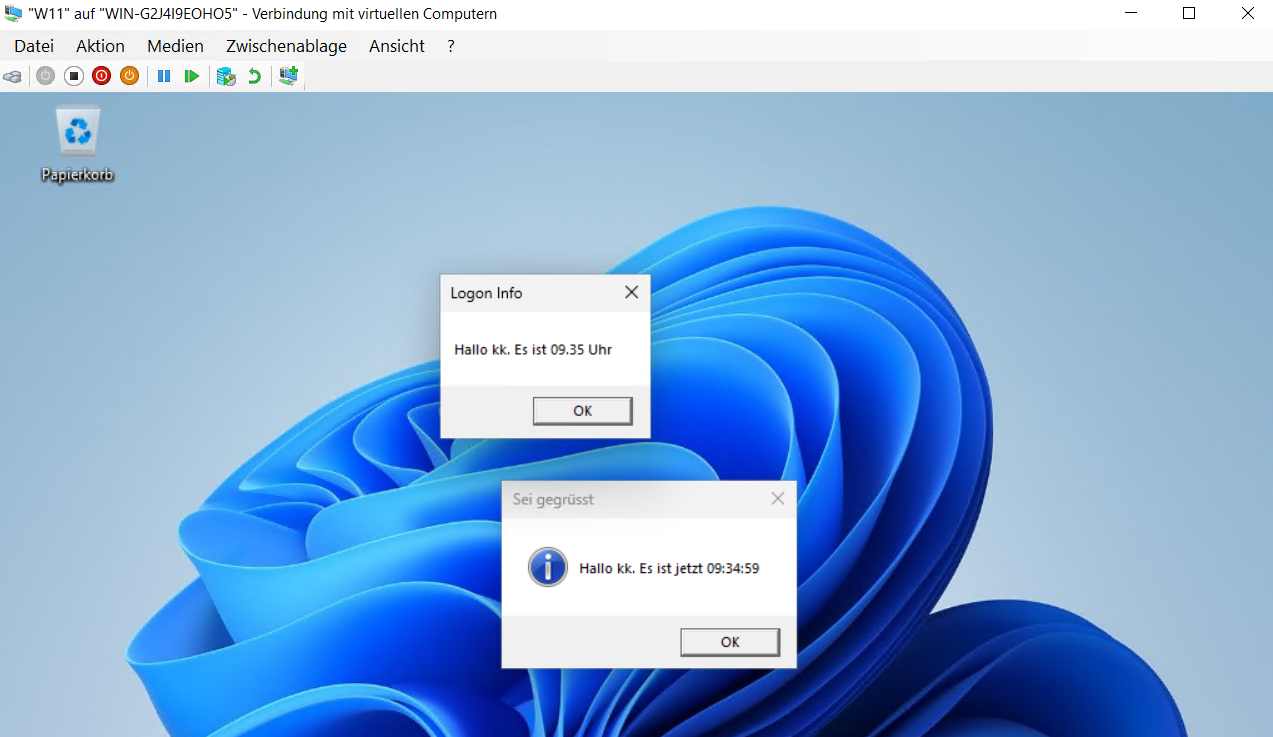 "W11" auf "WIN-G2J4I9EOHO5" - Verbindung mit virtuellen Computern
Datei Aktion Medien Zwischenablage Ansicht ?
Papierkorb
Logon Info
Hallo kk. Es ist 09.35 Uhr
OK
Sei gegrüsst
Hallo kk. Es ist jetzt 09:34:59
OK